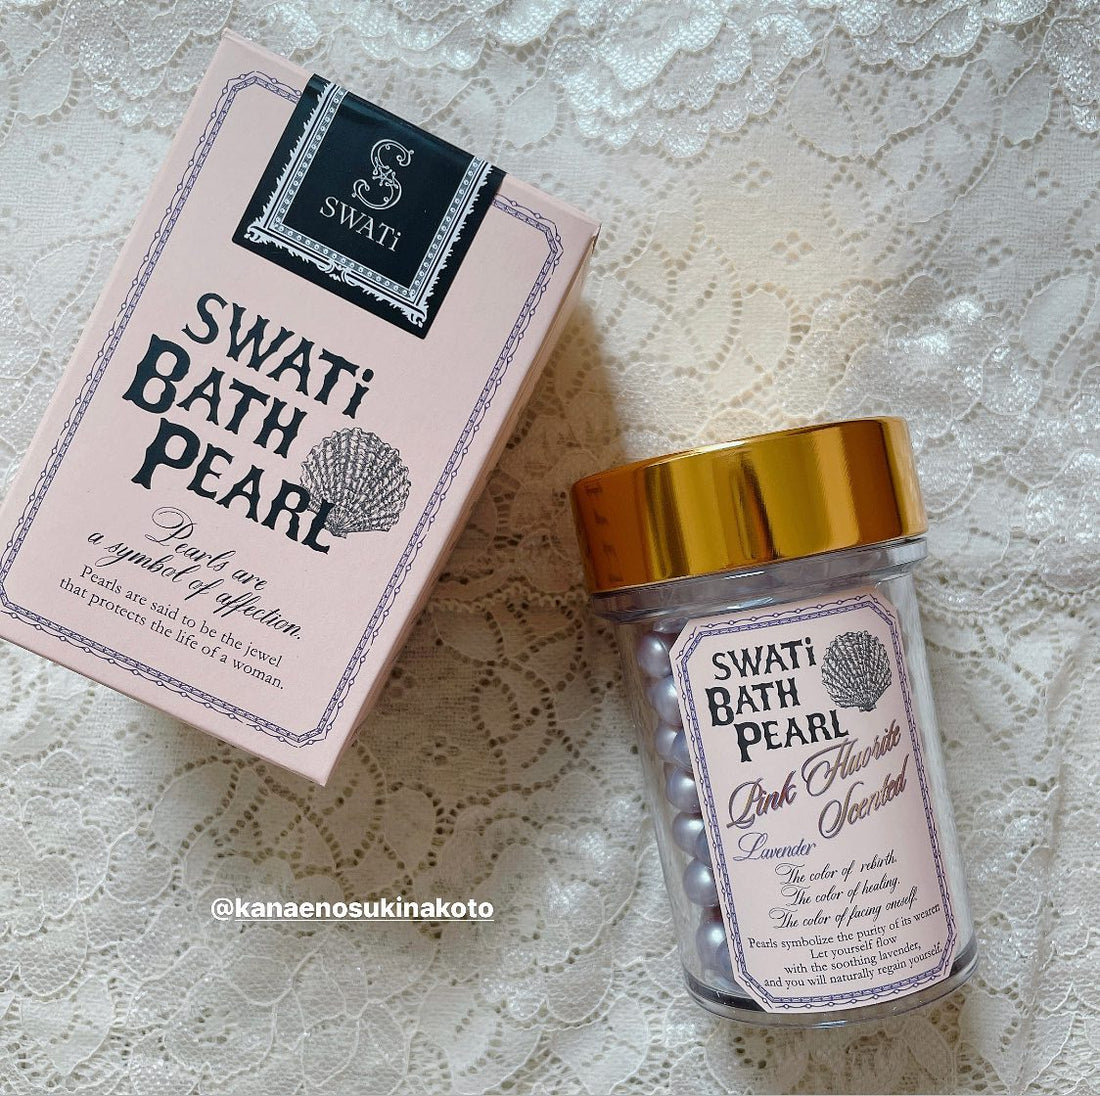 S
SWATi
SWATi
BATH
PEARL
Pearls are
a symbol of affection.
Pearls are said to be the jewel
that protects the life of a woman.
SWATi
BATH
PEARL
Pink Fluorite
Scented
Lavender
The color of rebirth.
The color of healing.
The color of facing oneself.
Pearls symbolize the purity of its wearer.
Let yourself flow
with the soothing lavender,
and you will naturally regain yourself.
@kanaenosukinakoto